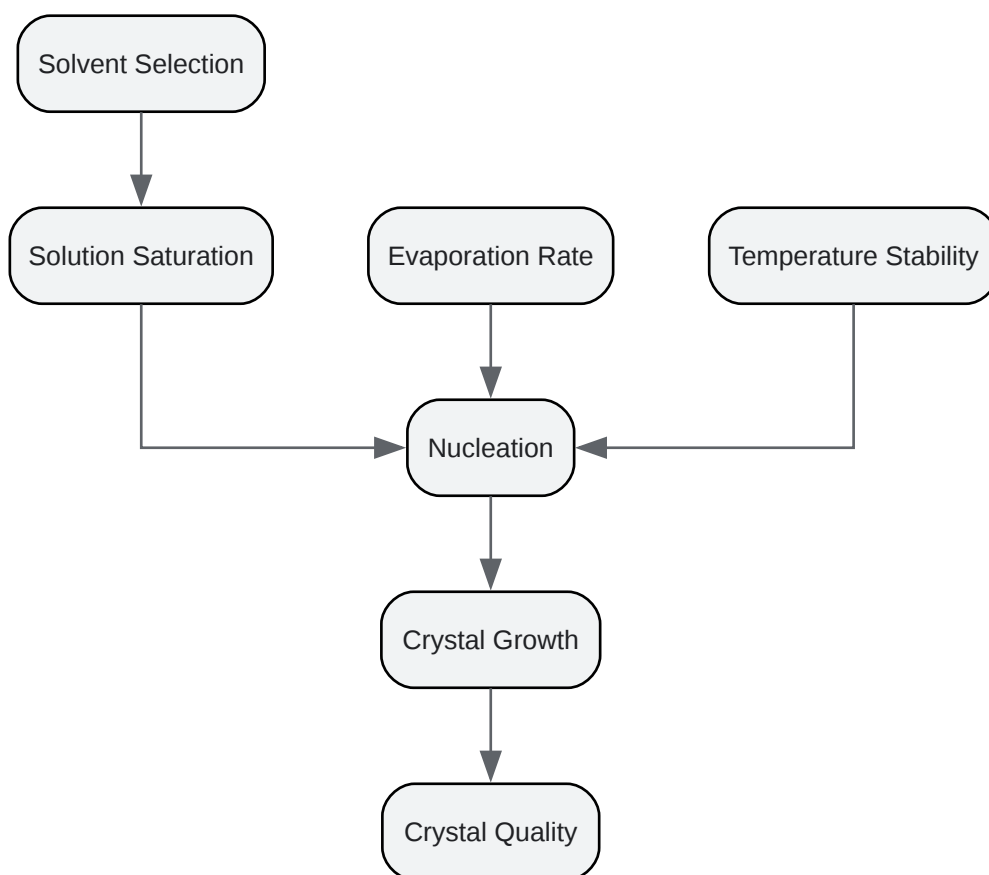 Solvent Selection
Solution Saturation
Evaporation Rate
Temperature Stability
Nucleation
Crystal Growth
Crystal Quality